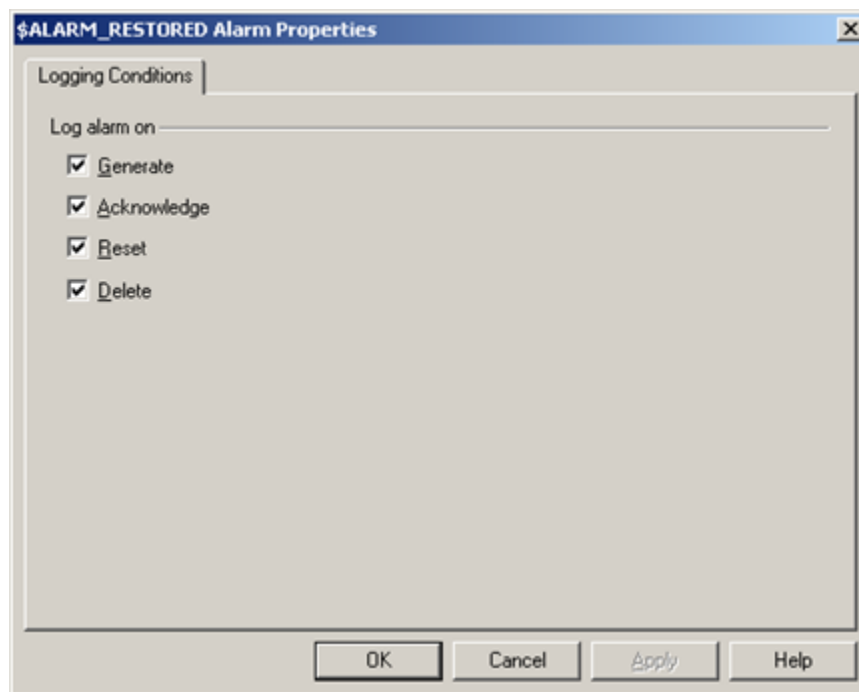 $ALARM_RESTORED Alarm Properties
Logging Conditions
Log alarm on
Generate
Acknowledge
Reset
Delete
OK Cancel Apply Help